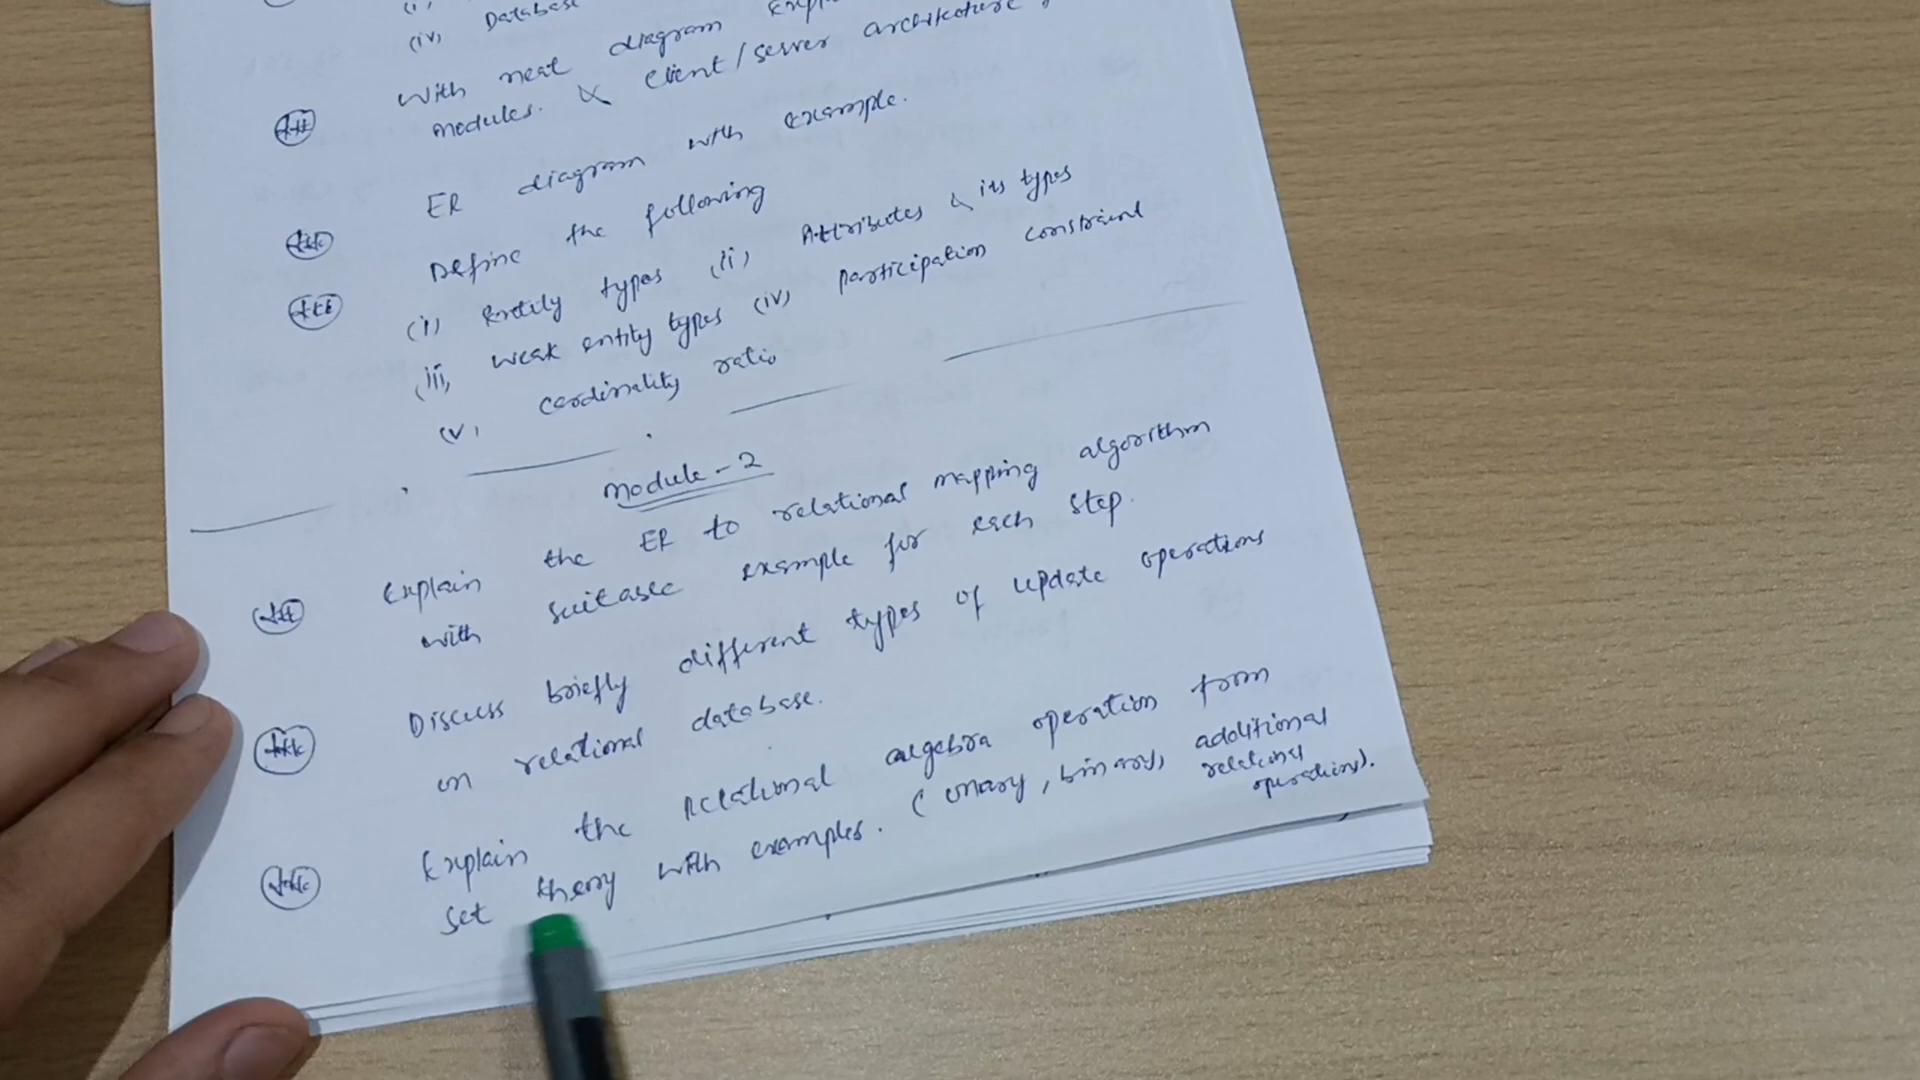 (iv) Database
With neat diagram
modules. & client/server architecture
ER diagram with example.
Define the following
(i) Entity types (ii) Attributes & its types
(iii) weak entity types (iv) participation constraint
(v) cardinality ratio
Module-2
Explain the ER to relational mapping algorithm
with example for each step.
Discuss briefly different types of update operations
on relational database.
Explain the relational algebra operation from
set theory with examples. (unary, binary, additional
relational
operations).